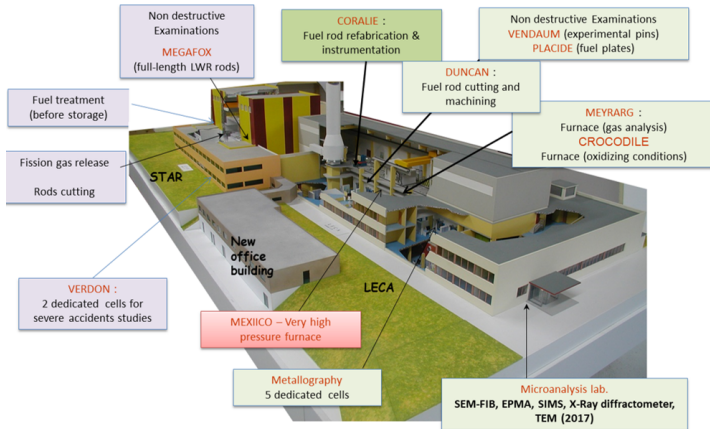 Non destructive
Examinations
MEGAFOX
(full-length LWR rods)
CORALIE :
Fuel rod refabrication &
instrumentation
Non destructive Examinations
VENDAUM (experimental pins)
PLACIDE (fuel plates)
DUNCAN :
Fuel rod cutting and
machining
Fuel treatment
(before storage)
MEYRARG :
Furnace (gas analysis)
CROCODILE
Furnace (oxidizing conditions)
Fission gas release
Rods cutting
STAR
New
office
building
LECA
VERDON :
2 dedicated cells for
severe accidents studies
MEXIICO – Very high
pressure furnace
Metallography
5 dedicated cells
Microanalysis lab.
SEM-FIB, EPMA, SIMS, X-Ray diffractometer,
TEM (2017)